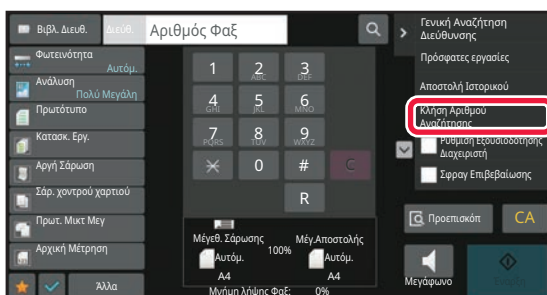 Βιβλ. Διευθ.
Διεύθ.
Αριθμός Φαξ
Φωτεινότητα
Αυτόμ.
Ανάλυση
Πολύ Μεγάλη
Πρωτότυπο
Κατασκ. Εργ.
Αργή Σάρωση
Σάρ. χοντρού χαρτιού
Πρωτ. Μικτ Μεγ
Αρχική Μέτρηση
Άλλα
1
2
ABC
3
DEF
4
GHI
5
JKL
6
MNO
7
PQRS
8
TUV
9
WXYZ
0
#
C
R
Μέγεθ. Σάρωσης
Μέγ.Αποστολής
100%
Αυτόμ.
Αυτόμ.
A4
A4
Μνήμη λήψης Φαξ: 0%
Γενική Αναζήτηση
Διεύθυνσης
Πρόσφατες εργασίες
Αποστολή Ιστορικού
Κλήση Αριθμού
Αναζήτησης
Ρύθμιση Εξουσιοδότησης
Διαχειριστή
Σφραγ Επιβεβαίωσης
Προεπισκόπ
CA
Μεγάφωνο
Έναρξη